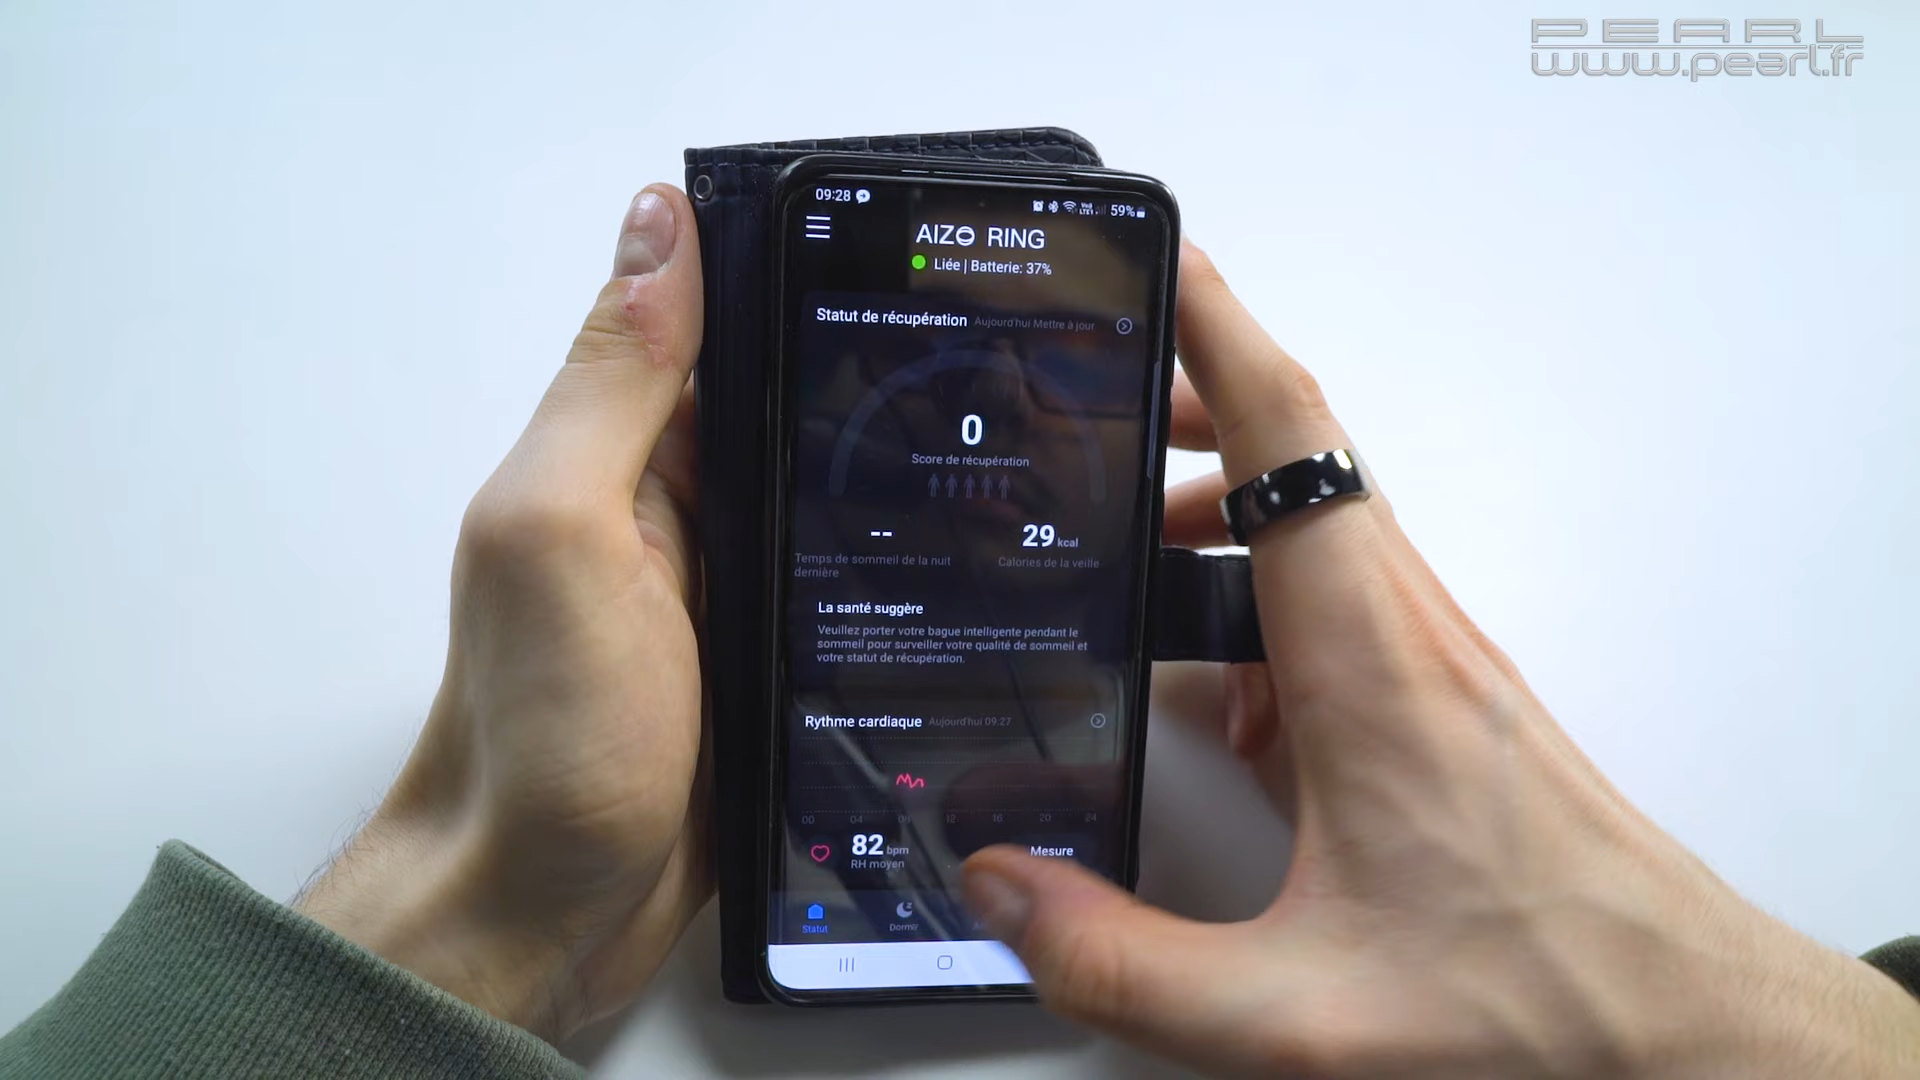 PEARL
www.pearl.fr
09:28
59%
AIZO RING
Liée | Batterie: 37%
Statut de récupération Aujourd'hui Mettre à jour
0
Score de récupération
--
29 kcal
Temps de sommeil de la nuit
dernière
Calories de la veille
La santé suggère
Veuillez porter votre bague intelligente pendant le
sommeil pour surveiller votre qualité de sommeil et
votre statut de récupération.
Rythme cardiaque Aujourd'hui 09:27
00 04 08 12 16 20 24
82 bpm
RH moyen
Mesure
Statut
Dormir